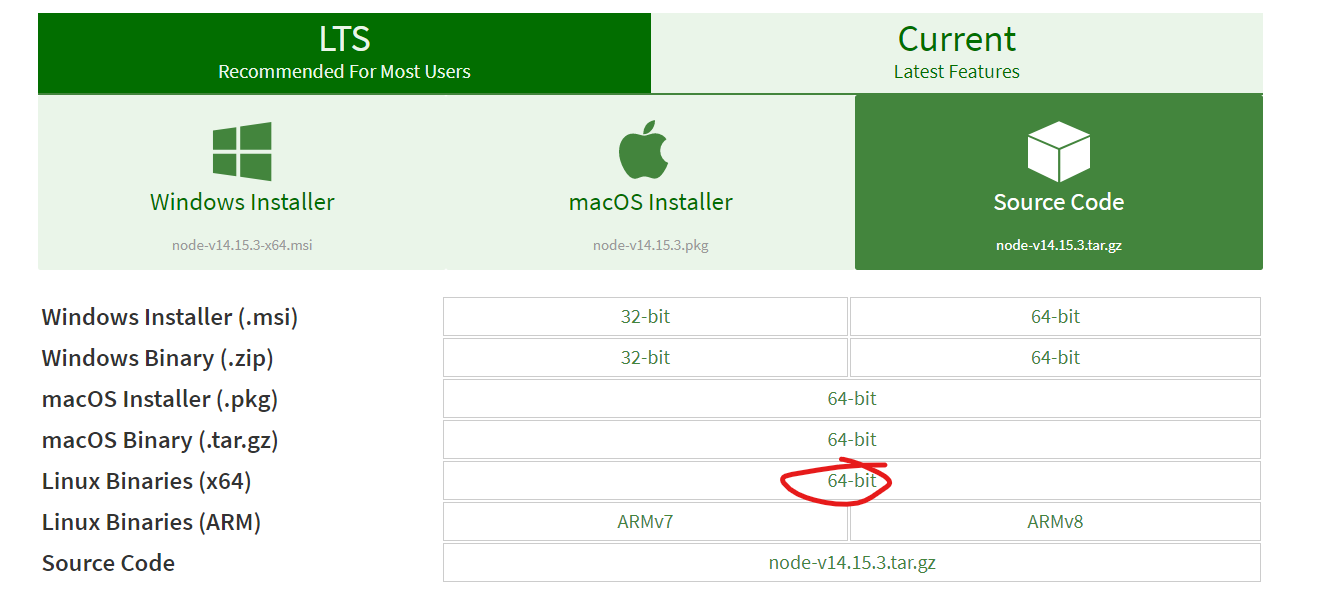 LTS
Recommended For Most Users
Current
Latest Features
Windows Installer
node-v14.15.3-x64.msi
macOS Installer
node-v14.15.3.pkg
Source Code
node-v14.15.3.tar.gz
Windows Installer (.msi) 32-bit 64-bit
Windows Binary (.zip) 32-bit 64-bit
macOS Installer (.pkg) 64-bit
macOS Binary (.tar.gz) 64-bit
Linux Binaries (x64) 64-bit
Linux Binaries (ARM) ARMv7 ARMv8
Source Code node-v14.15.3.tar.gz